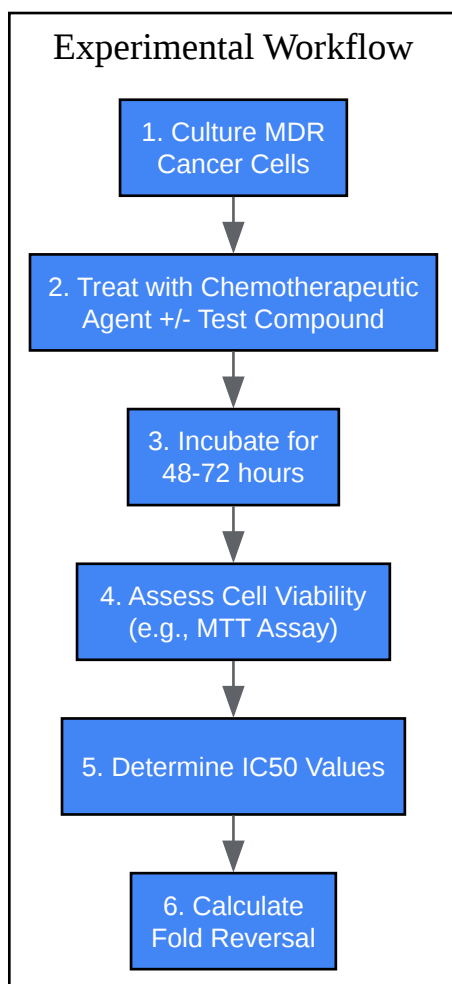 Experimental Workflow
1. Culture MDR
Cancer Cells
2. Treat with Chemotherapeutic
Agent +/- Test Compound
3. Incubate for
48-72 hours
4. Assess Cell Viability
(e.g., MTT Assay)
5. Determine IC50 Values
6. Calculate
Fold Reversal